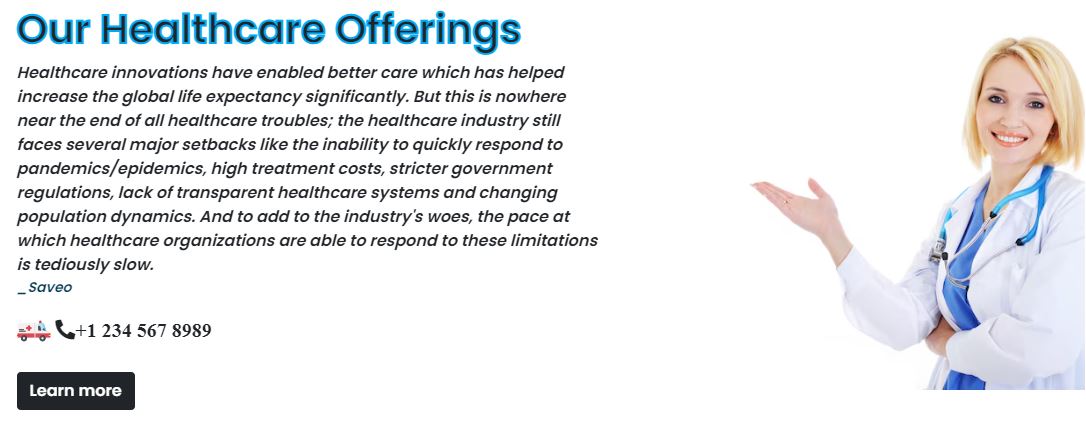 Our Healthcare Offerings
Healthcare innovations have enabled better care which has helped
increase the global life expectancy significantly. But this is nowhere
near the end of all healthcare troubles; the healthcare industry still
faces several major setbacks like the inability to quickly respond to
pandemics/epidemics, high treatment costs, stricter government
regulations, lack of transparent healthcare systems and changing
population dynamics. And to add to the industry's woes, the pace at
which healthcare organizations are able to respond to these limitations
is tediously slow.
_Saveo
+1 234 567 8989
Learn more